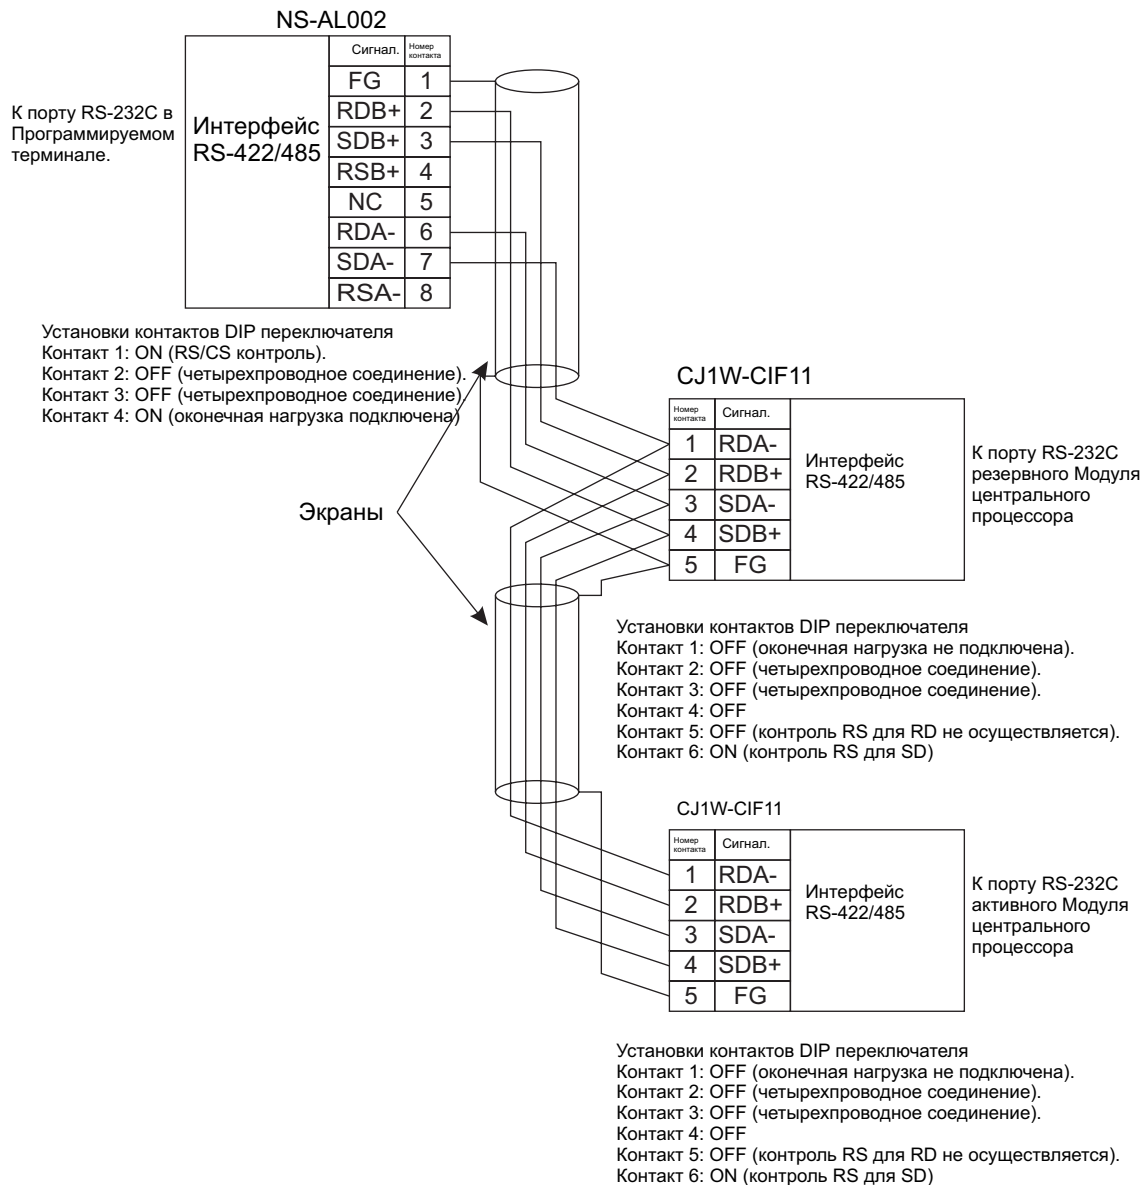 NS-AL002
Сигнал. Номер контакта
FG 1
RDB+ 2
SDB+ 3
RSB+ 4
NC 5
RDA- 6
SDA- 7
RSA- 8
К порту RS-232C в
Программируемом
терминале.
Интерфейс
RS-422/485
Установки контактов DIP переключателя
Контакт 1: ON (RS/CS контроль).
Контакт 2: OFF (четырехпроводное соединение).
Контакт 3: OFF (четырехпроводное соединение).
Контакт 4: ON (оконечная нагрузка подключена)
Экраны
CJ1W-CIF11
Номер контакта Сигнал.
1 RDA-
2 RDB+
3 SDA-
4 SDB+
5 FG
Интерфейс
RS-422/485
К порту RS-232C
резервного Модуля
центрального
процессора
Установки контактов DIP переключателя
Контакт 1: OFF (оконечная нагрузка не подключена).
Контакт 2: OFF (четырехпроводное соединение).
Контакт 3: OFF (четырехпроводное соединение).
Контакт 4: OFF
Контакт 5: OFF (контроль RS для RD не осуществляется).
Контакт 6: ON (контроль RS для SD)
CJ1W-CIF11
Номер контакта Сигнал.
1 RDA-
2 RDB+
3 SDA-
4 SDB+
5 FG
Интерфейс
RS-422/485
К порту RS-232C
активного Модуля
центрального
процессора
Установки контактов DIP переключателя
Контакт 1: OFF (оконечная нагрузка не подключена).
Контакт 2: OFF (четырехпроводное соединение).
Контакт 3: OFF (четырехпроводное соединение).
Контакт 4: OFF
Контакт 5: OFF (контроль RS для RD не осуществляется).
Контакт 6: ON (контроль RS для SD)